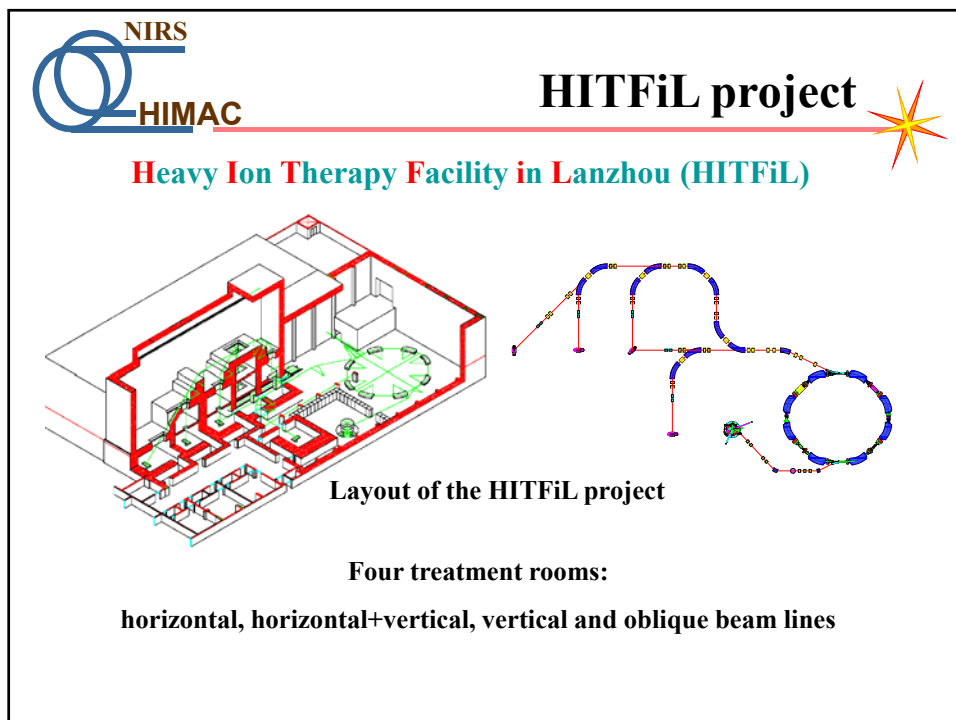 NIRS
HIMAC
HITFiL project
Heavy Ion Therapy Facility in Lanzhou (HITFiL)
Layout of the HITFiL project
Four treatment rooms:
horizontal, horizontal+vertical, vertical and oblique beam lines